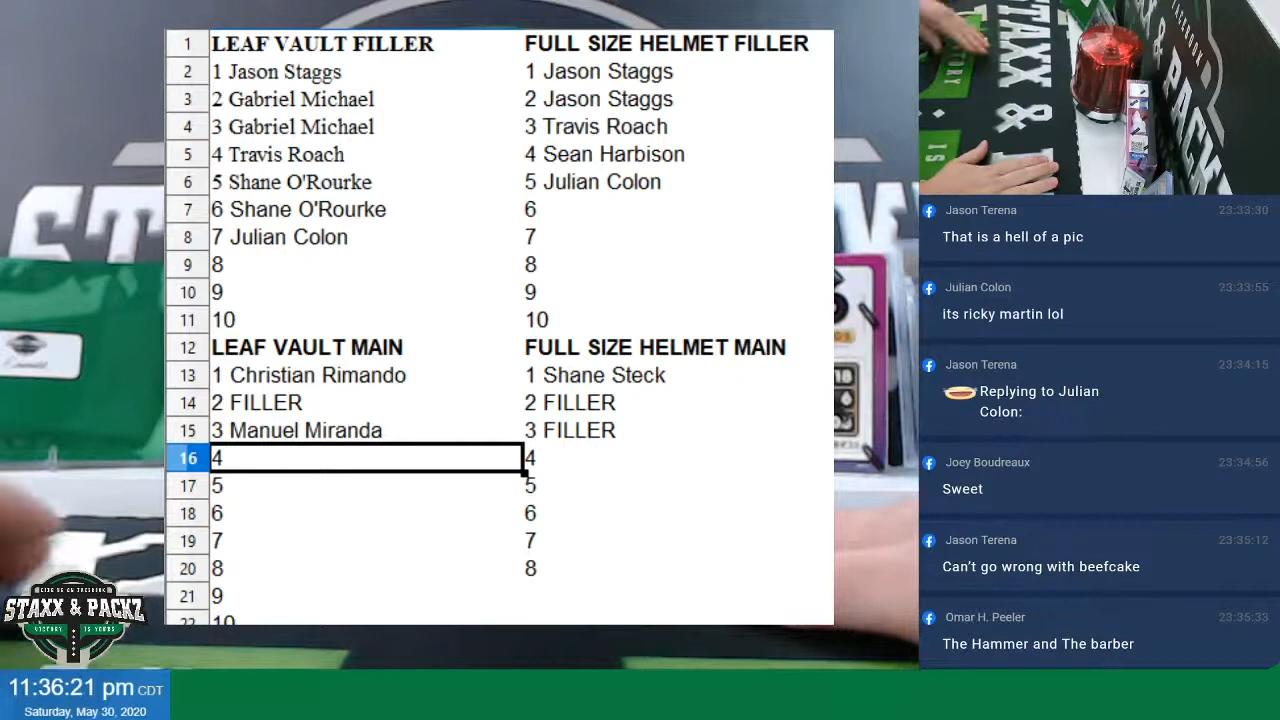 1 LEAF VAULT FILLER FULL SIZE HELMET FILLER
2 1 Jason Staggs 1 Jason Staggs
3 2 Gabriel Michael 2 Jason Staggs
4 3 Gabriel Michael 3 Travis Roach
5 4 Travis Roach 4 Sean Harbison
6 5 Shane O'Rourke 5 Julian Colon
7 6 Shane O'Rourke 6
8 7 Julian Colon 7
9 8 8
10 9 9
11 10 10
12 LEAF VAULT MAIN FULL SIZE HELMET MAIN
13 1 Christian Rimando 1 Shane Steck
14 2 FILLER 2 FILLER
15 3 Manuel Miranda 3 FILLER
16 4 4
17 5 5
18 6 6
19 7 7
20 8 8
21 9
22 10
STAXX & PACKZ
VICTORY IS YOURS
11:36:21 pm CDT
Saturday, May 30, 2020
STAXX &
& PACK
IS
Jason Terena 23:33:30
That is a hell of a pic
Julian Colon 23:33:55
its ricky martin lol
Jason Terena 23:34:15
Replying to Julian
Colon:
Joey Boudreaux 23:34:56
Sweet
Jason Terena 23:35:12
Can't go wrong with beefcake
Omar H. Peeler 23:35:33
The Hammer and The barber